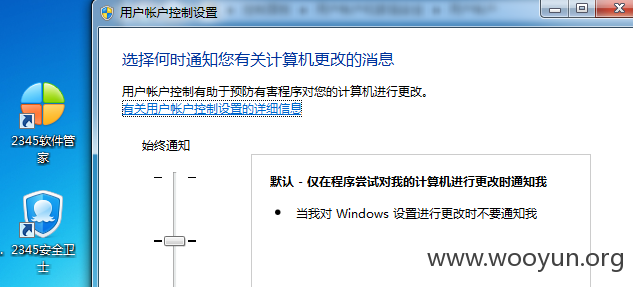 用户帐户控制设置
选择何时通知您有关计算机更改的消息
用户帐户控制有助于预防有害程序对您的计算机进行更改。
有关用户帐户控制设置的详细信息
始终通知
默认 - 仅在程序尝试对我的计算机进行更改时通知我
当我对 Windows 设置进行更改时不要通知我
2345软件管
家
2345安全卫
士
www.wooyun.org